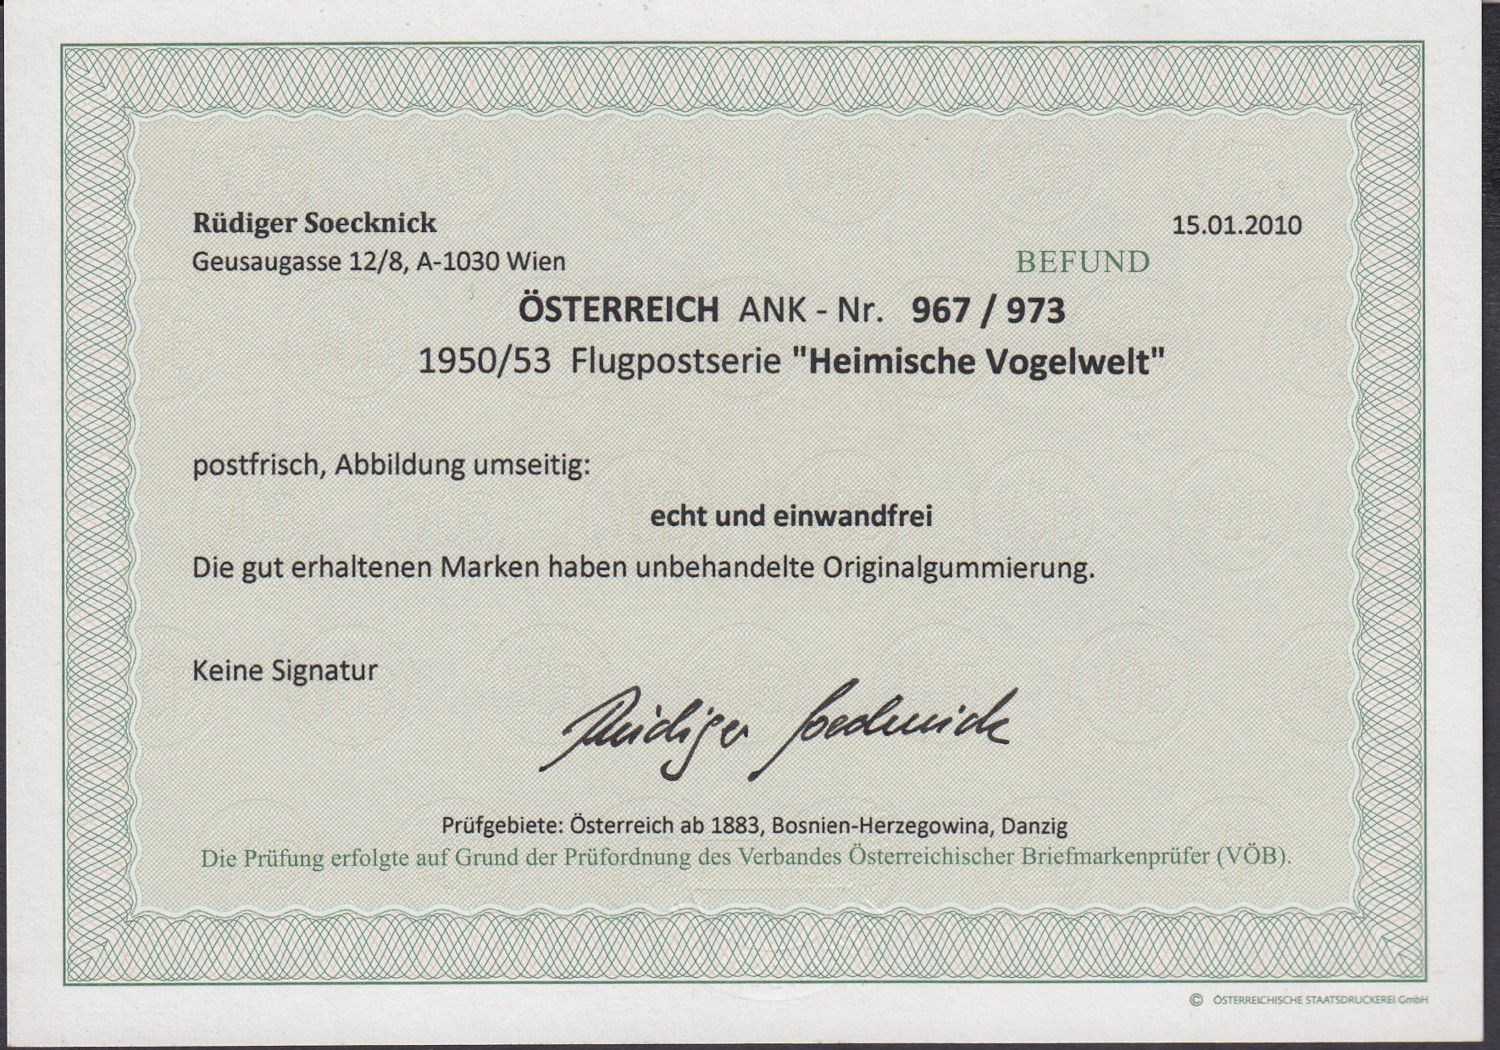 Rüdiger Soecknick
15.01.2010
Geusaugasse 12/8, A-1030 Wien
BEFUND
ÖSTERREICH ANK - Nr. 967 / 973
1950/53 Flugpostserie "Heimische Vogelwelt"
postfrisch, Abbildung umseitig:
echt und einwandfrei
Die gut erhaltenen Marken haben unbehandelte Originalgummierung.
Keine Signatur
Rüdiger Soecknick
Prüfgebiete: Österreich ab 1883, Bosnien-Herzegowina, Danzig
Die Prüfung erfolgte auf Grund der Prüfordnung des Verbandes Österreichischer Briefmarkenprüfer (VÖB).
© ÖSTERREICHISCHE STAATSDRUCKEREI GmbH